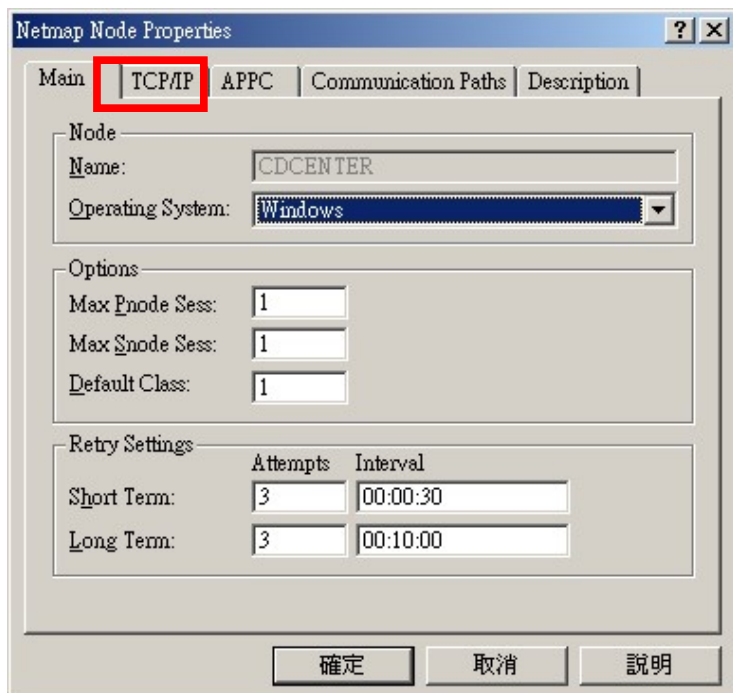 Netmap Node Properties
Main TCP/IP APPC Communication Paths Description
Node
Name: CDCENTER
Operating System: Windows
Options
Max Pnode Sess: 1
Max Snode Sess: 1
Default Class: 1
Retry Settings
Attempts Interval
Short Term: 3 00:00:30
Long Term: 3 00:10:00
確定 取消 說明